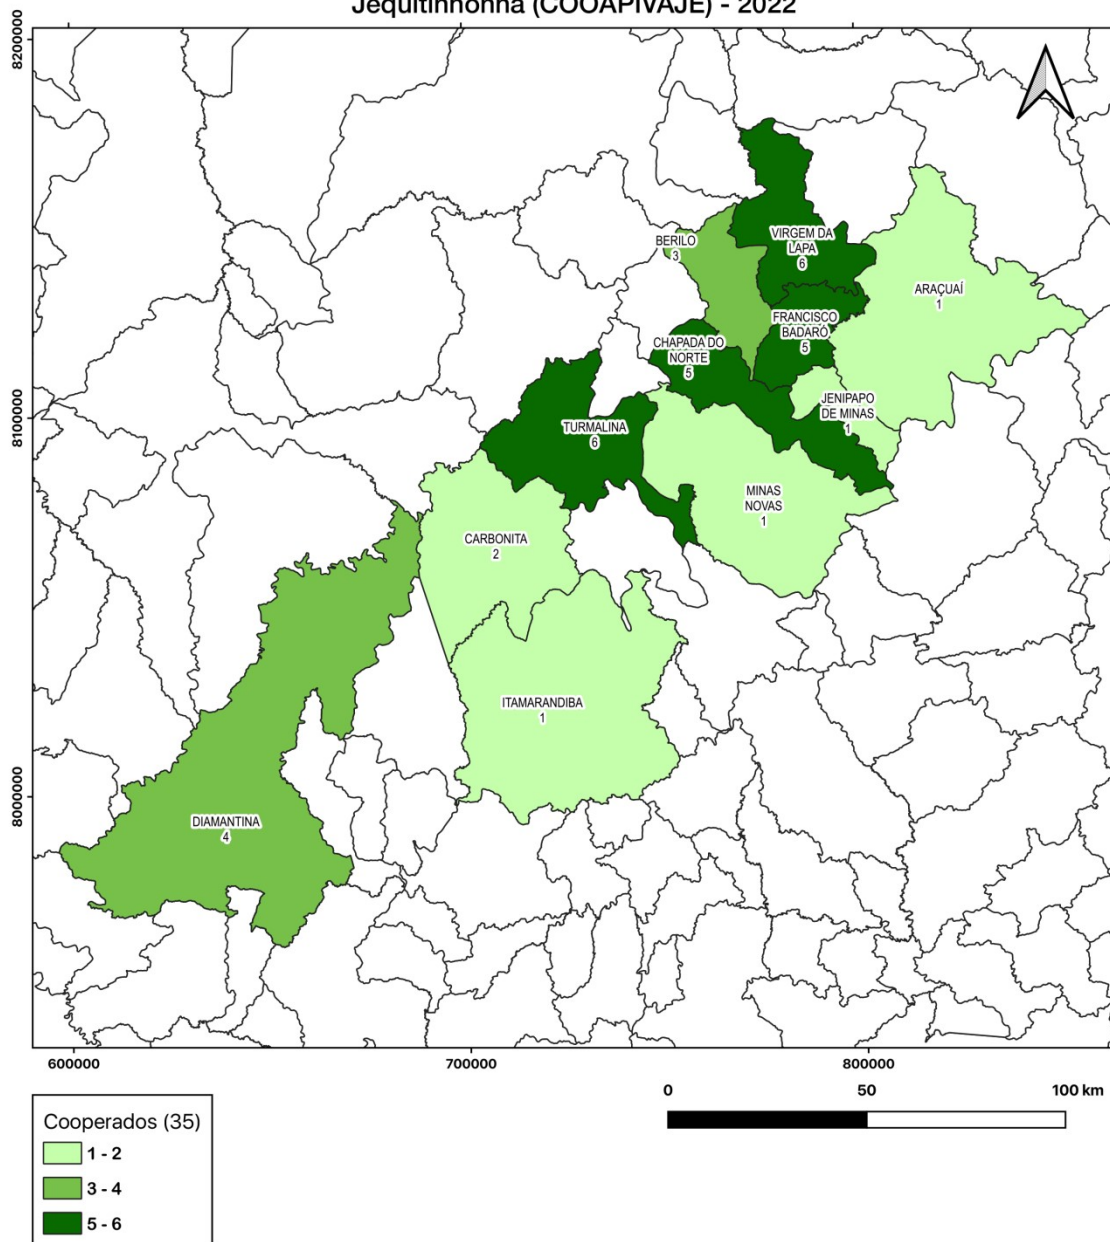 Jequitinhonha (COOAPIVAJE) - 2022
8200000
8100000
8000000
BERILO
3
VIRGEM DA
LAPA
6
ARAÇUAÍ
1
FRANCISCO
BADARÓ
5
CHAPADA DO
NORTE
5
JENIPAPO
DE MINAS
1
TURMALINA
6
MINAS
NOVAS
1
CARBONITA
2
ITAMARANDIBA
1
DIAMANTINA
4
600000
700000
800000
0
50
100 km
Cooperados (35)
1 - 2
3 - 4
5 - 6